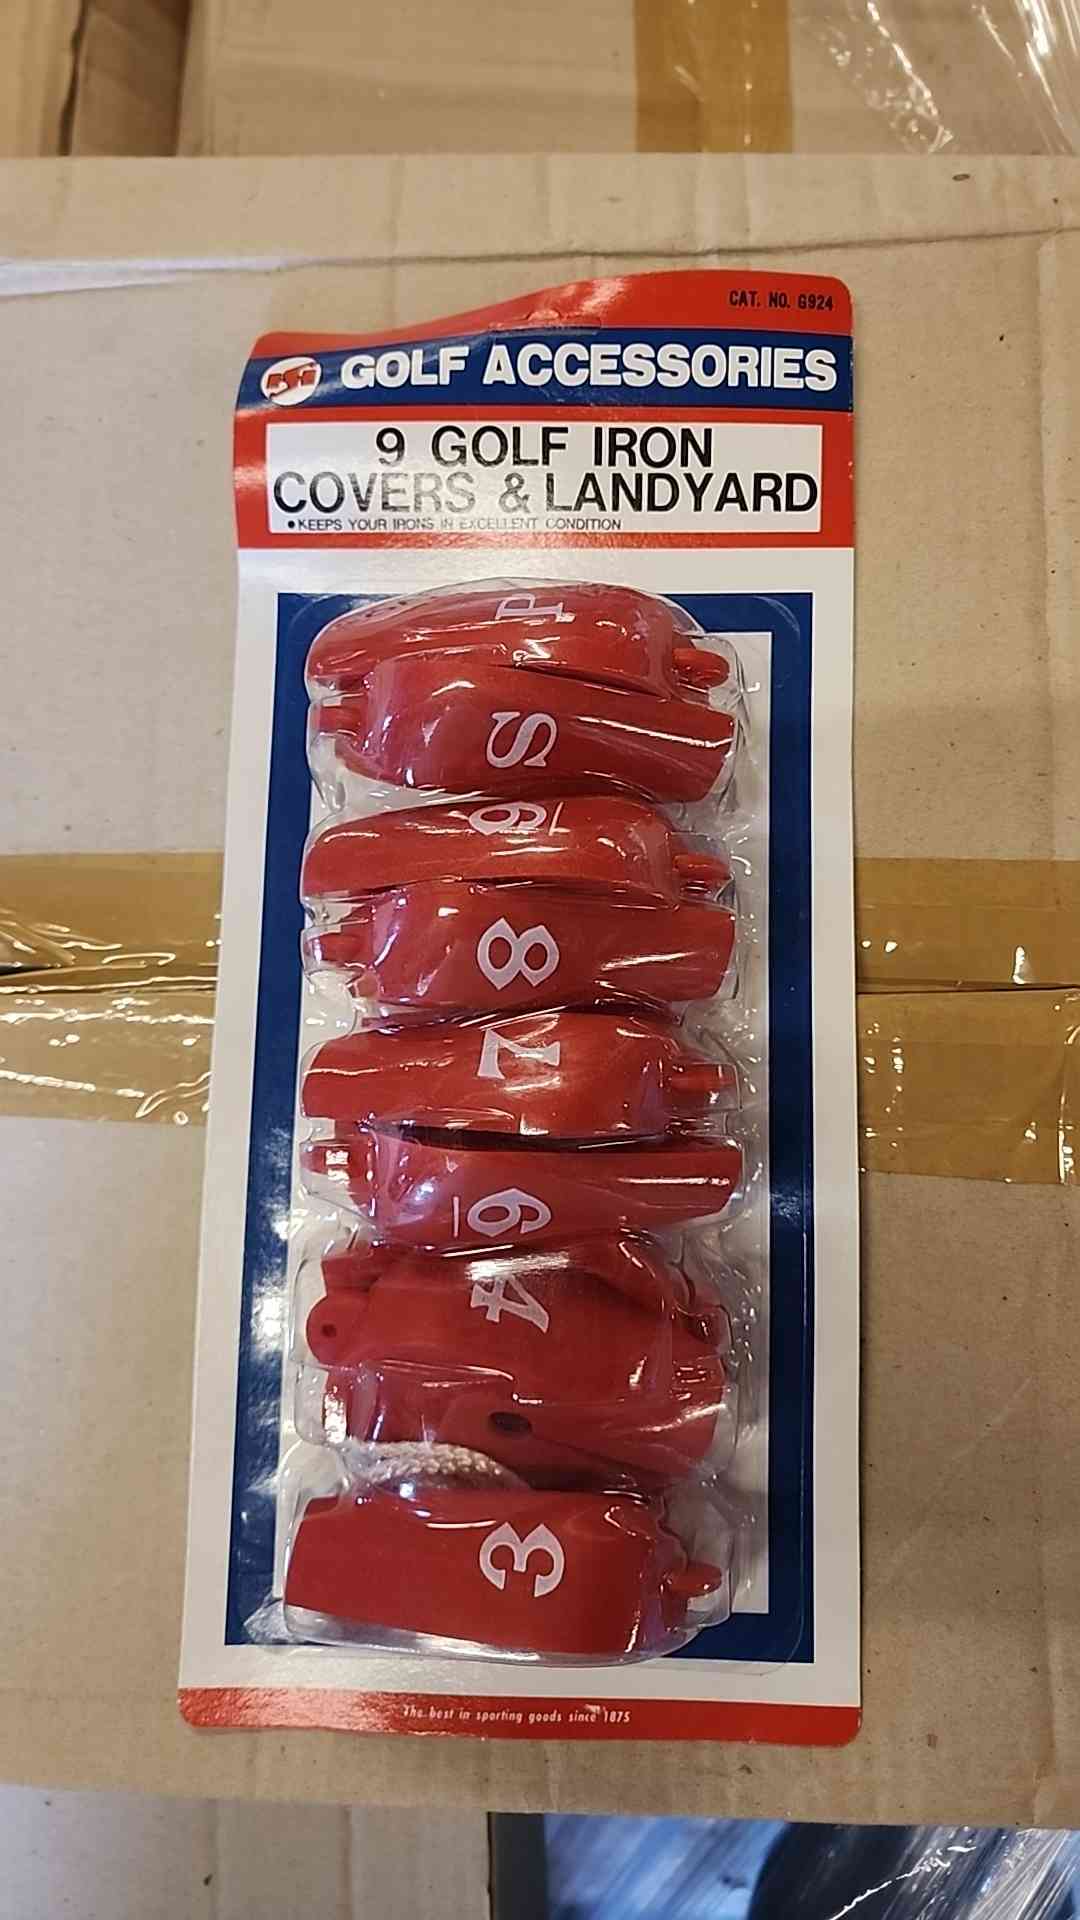 CAT. NO. G924
GOLF ACCESSORIES
9 GOLF IRON
COVERS & LANDYARD
•KEEPS YOUR IRONS IN EXCELLENT CONDITION
P
S
9
8
7
6
4
3
The best in sporting goods since 1875